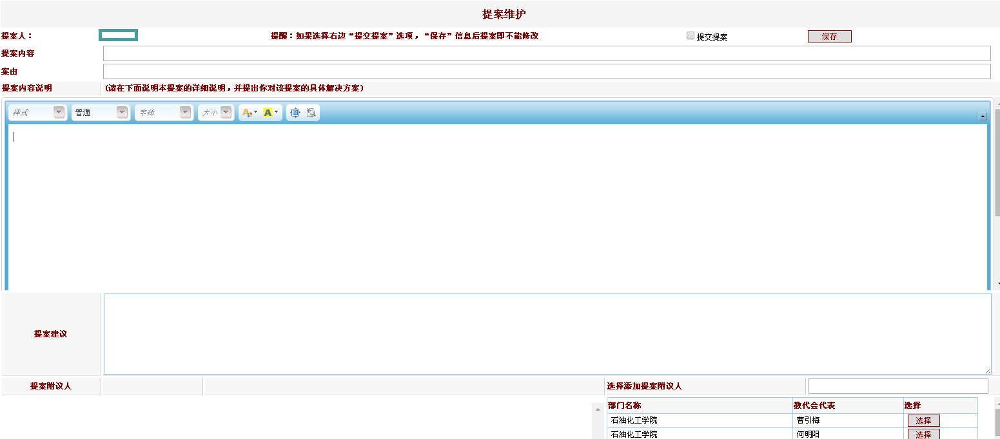 提案维护
提案人： 提醒：如果选择右边“提交提案”选项，“保存”信息后提案即不能修改 提交提案 保存
提案内容
案由
提案内容说明 (请在下面说明本提案的详细说明，并提出你对该提案的具体解决方案)
样式 普通 字体 大小
提案建议
提案附议人 选择添加提案附议人
部门名称 教代会代表 选择
石油化工学院 曹引梅 选择
石油化工学院 何明阳 选择